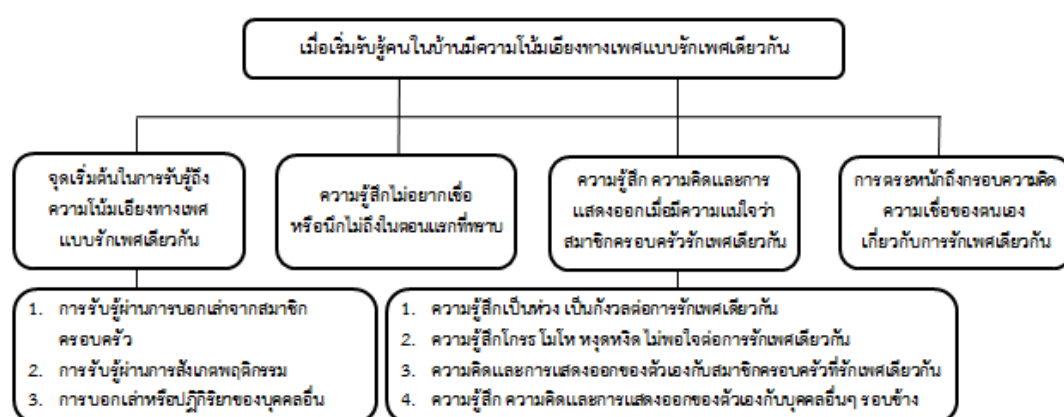 เมื่อเริ่มรับรู้คนในบ้านมีความโน้มเอียงทางเพศแบบรักเพศเดียวกัน
จุดเริ่มต้นในการรับรู้ถึง
ความโน้มเอียงทางเพศ
แบบรักเพศเดียวกัน
ความรู้สึกไม่อยากเชื่อ
หรือนึกไม่ถึงในตอนแรกที่ทราบ
ความรู้สึก ความคิดและการ
แสดงออกเมื่อมีความแน่ใจว่า
สมาชิกครอบครัวรักเพศเดียวกัน
การตระหนักถึงกรอบความคิด
ความเชื่อของตนเอง
เกี่ยวกับการรักเพศเดียวกัน
1. การรับรู้ผ่านการบอกเล่าจากสมาชิก
ครอบครัว
2. การรับรู้ผ่านการสังเกตพฤติกรรม
3. การบอกเล่าหรือปฏิกิริยาของบุคคลอื่น
1. ความรู้สึกเป็นห่วง เป็นกังวลต่อการรักเพศเดียวกัน
2. ความรู้สึกโกรธ โมโห หงุดหงิด ไม่พอใจต่อการรักเพศเดียวกัน
3. ความคิดและการแสดงออกของตัวเองกับสมาชิกครอบครัวที่รักเพศเดียวกัน
4. ความรู้สึก ความคิดและการแสดงออกของตัวเองกับบุคคลอื่นๆ รอบข้าง